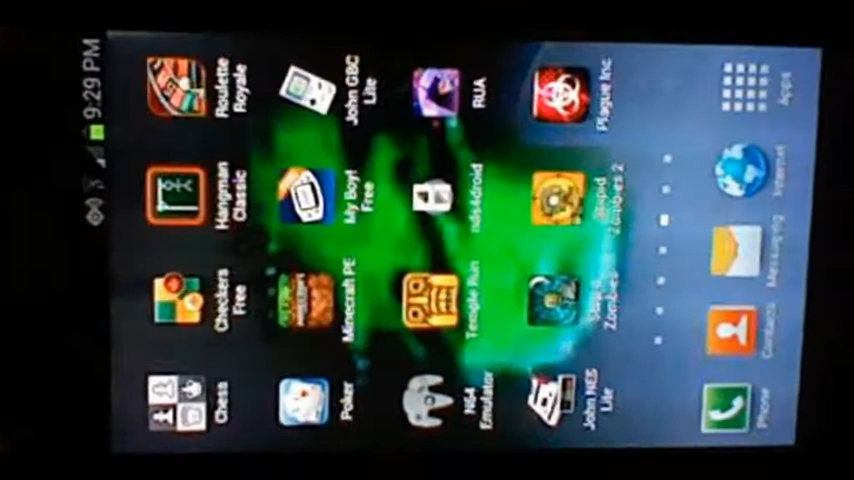 9:29 PM
Chess
Checkers
Free
Hangman
Classic
Roulette
Royale
Poker
Minecraft PE
My Boy!
Free
John GBC
Lite
N64
Emulator
Temple Run
nds4droid
RUA
John NES
Lite
Zombies
Zombies 2
Plague Inc.
Phone
Contacts
Messaging
Internet
Apps